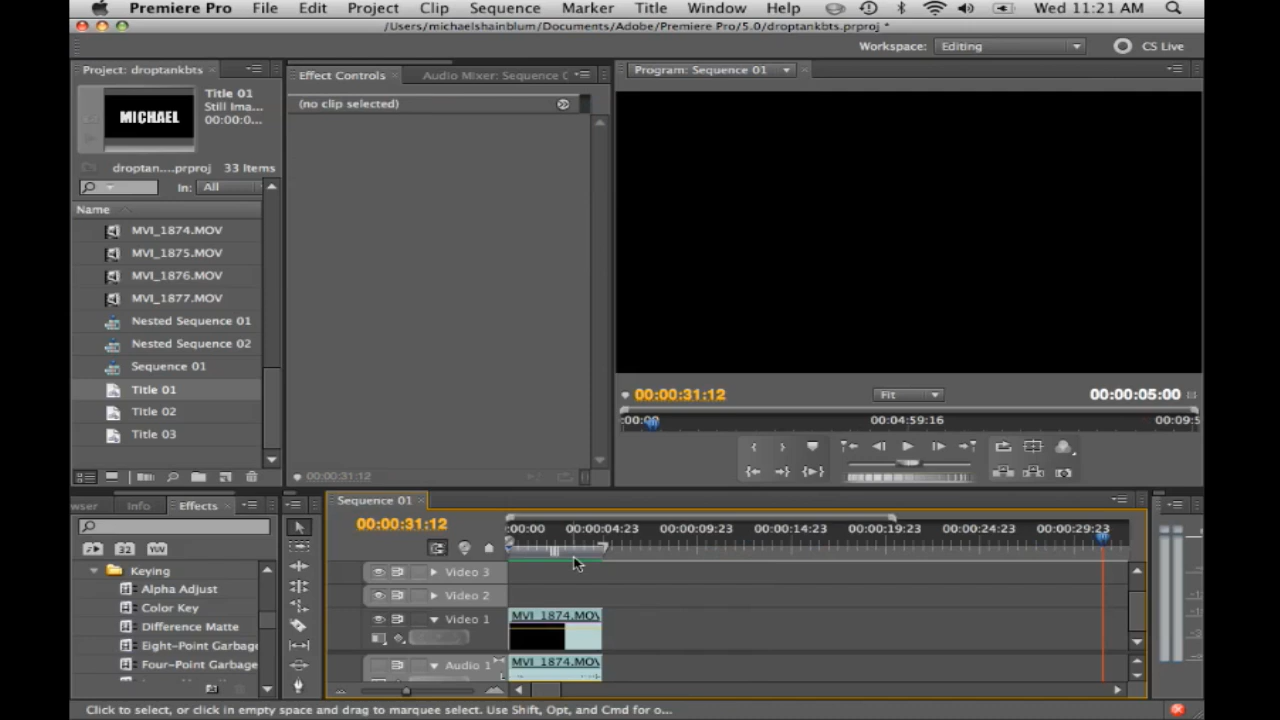 Premiere Pro File Edit Project Clip Sequence Marker Title Window Help Wed 11:21 AM
/Users/michaelshainblum/Documents/Adobe/Premiere Pro/5.0/droptankbts.prproj *
Workspace: Editing CS Live
Project: droptankbts
Effect Controls
Audio Mixer: Sequence
Program: Sequence 01
MICHAEL
Title 01
Still Ima...
00:00:0...
(no clip selected)
droptan....prproj 33 Items
In: All
Name
MVI_1874.MOV
MVI_1875.MOV
MVI_1876.MOV
MVI_1877.MOV
Nested Sequence 01
Nested Sequence 02
Sequence 01
Title 01
Title 02
Title 03
00:00:31:12
00:00:31:12 Fit 00:00:05:00
:00:00 00:04:59:16 00:09:5
wser Info Effects
32 YUV
Keying
Alpha Adjust
Color Key
Difference Matte
Eight-Point Garbage
Four-Point Garbage
Sequence 01
00:00:31:12
:00:00 00:00:04:23 00:00:09:23 00:00:14:23 00:00:19:23 00:00:24:23 00:00:29:23
Video 3
Video 2
Video 1
MVI_1874.MOV
Audio 1
MVI_1874.MOV
Click to select, or click in empty space and drag to marquee select. Use Shift, Opt, and Cmd for o...